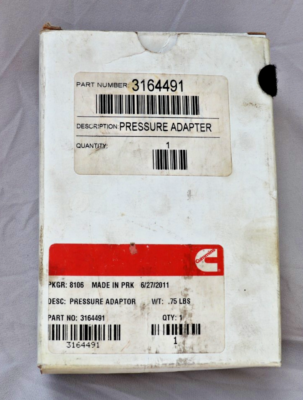 PART NUMBER: 3164491
DESCRIPTION: PRESSURE ADAPTER
QUANTITY: 1
PKGR: 8106 MADE IN PRK 6/27/2011
DESC: PRESSURE ADAPTOR WT: .75 LBS
PART NO: 3164491 QTY: 1
3164491 1